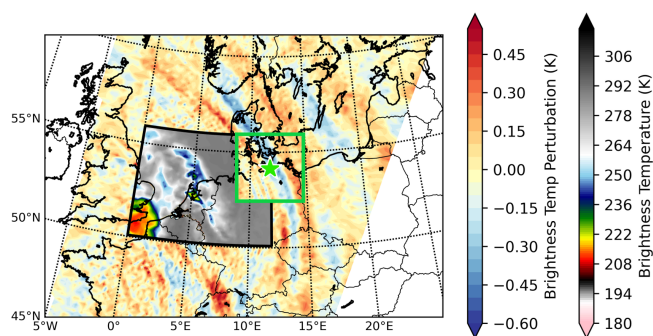 55°N
50°N
45°N
5°W
0°
5°E
10°E
15°E
20°E
0.45
0.30
0.15
0.00
−0.15
−0.30
−0.45
−0.60
Brightness Temp Perturbation (K)
306
292
278
264
250
236
222
208
194
180
Brightness Temperature (K)